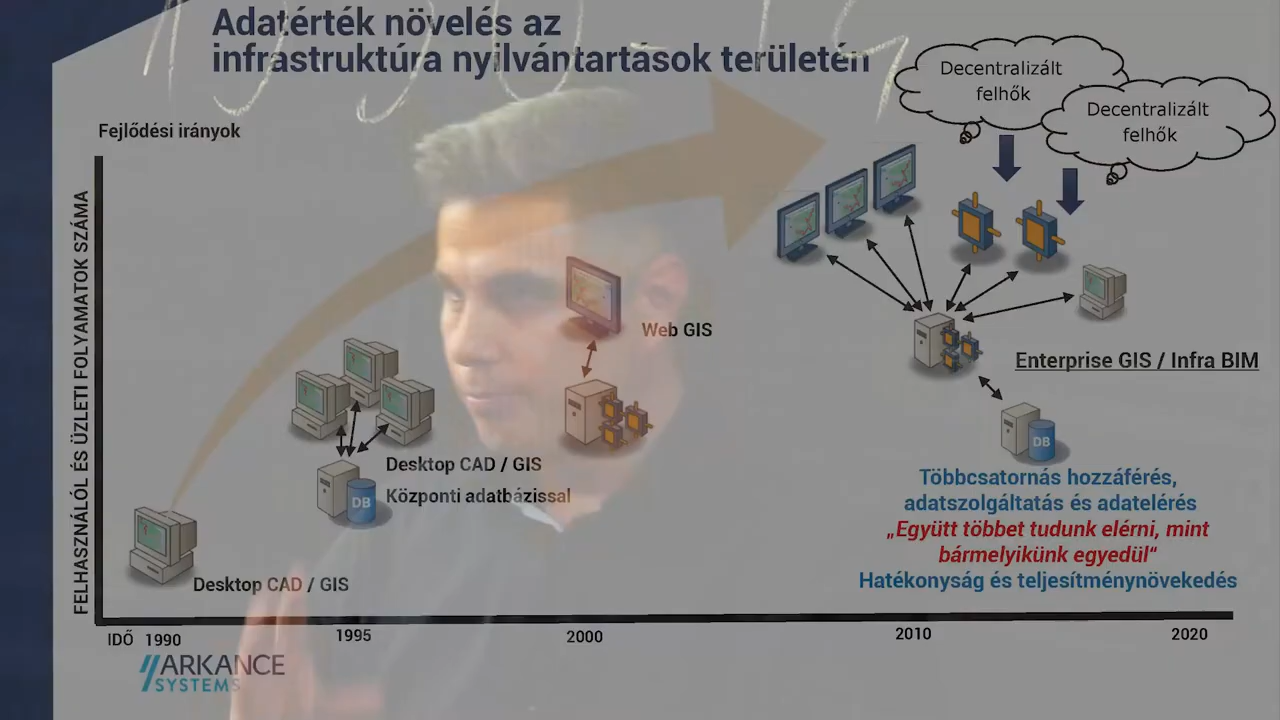 Adatérték növelés az
infrastruktúra nyilvántartások területén
Decentralizált
felhők
Decentralizált
felhők
Fejlődési irányok
FELHASZNÁLÓI ÉS ÜZLETI FOLYAMATOK SZÁMA
Web GIS
Enterprise GIS / Infra BIM
DB
Desktop CAD / GIS
Központi adatbázissal
DB
Többcsatornás hozzáférés,
adatszolgáltatás és adatelérés
„Együtt többet tudunk elérni, mint
bármelyikünk egyedül“
Hatékonyság és teljesítménynövekedés
Desktop CAD / GIS
IDŐ 1990 1995 2000 2010 2020
ARKANCE
SYSTEMS